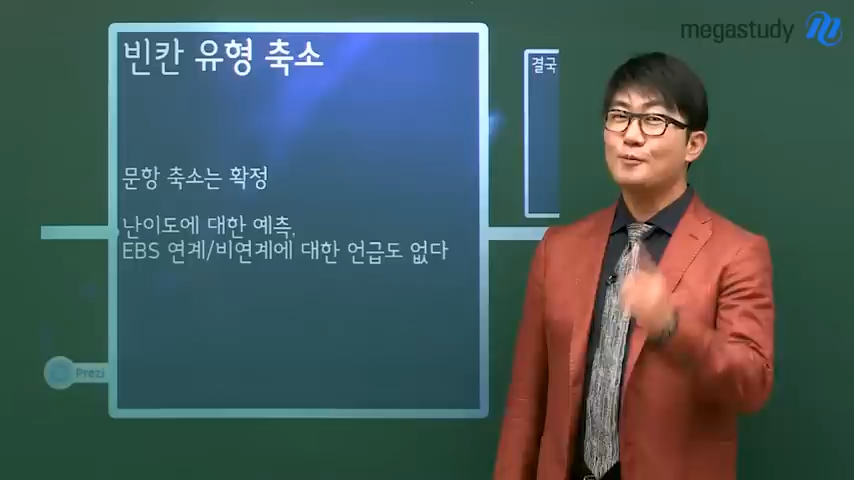 megastudy
빈칸 유형 축소
결국
문항 축소는 확정
난이도에 대한 예측,
EBS 연계/비연계에 대한 언급도 없다
Prezi